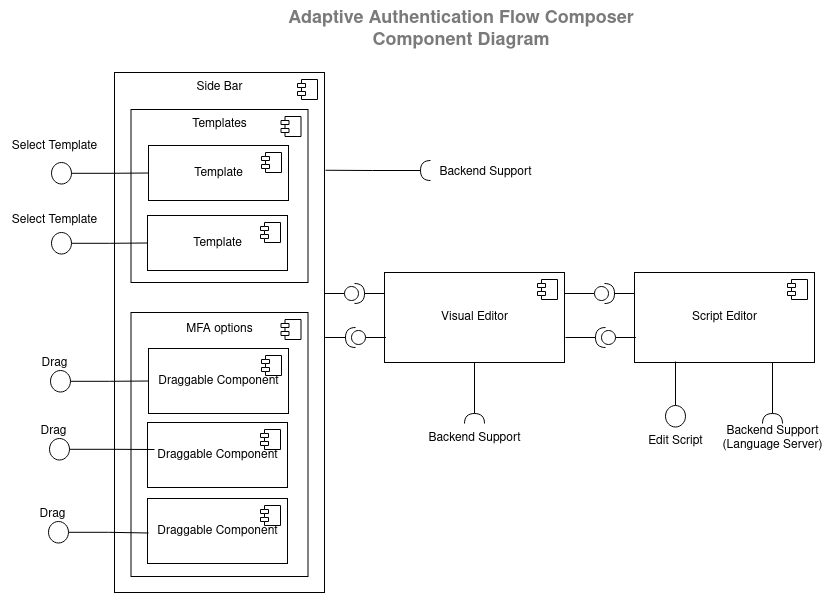 Adaptive Authentication Flow Composer
Component Diagram
Side Bar
Templates
Select Template
Template
Backend Support
Select Template
Template
MFA options
Visual Editor
Script Editor
Drag
Draggable Component
Drag
Draggable Component
Backend Support
Edit Script
Backend Support
(Language Server)
Drag
Draggable Component